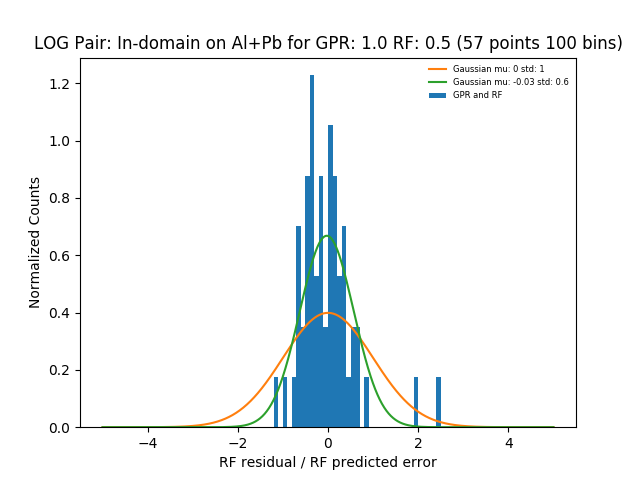 LOG Pair: In-domain on Al+Pb for GPR: 1.0 RF: 0.5 (57 points 100 bins)
Gaussian mu: 0 std: 1
Gaussian mu: -0.03 std: 0.6
GPR and RF
Normalized Counts
1.2
1.0
0.8
0.6
0.4
0.2
0.0
−4
−2
0
2
4
RF residual / RF predicted error